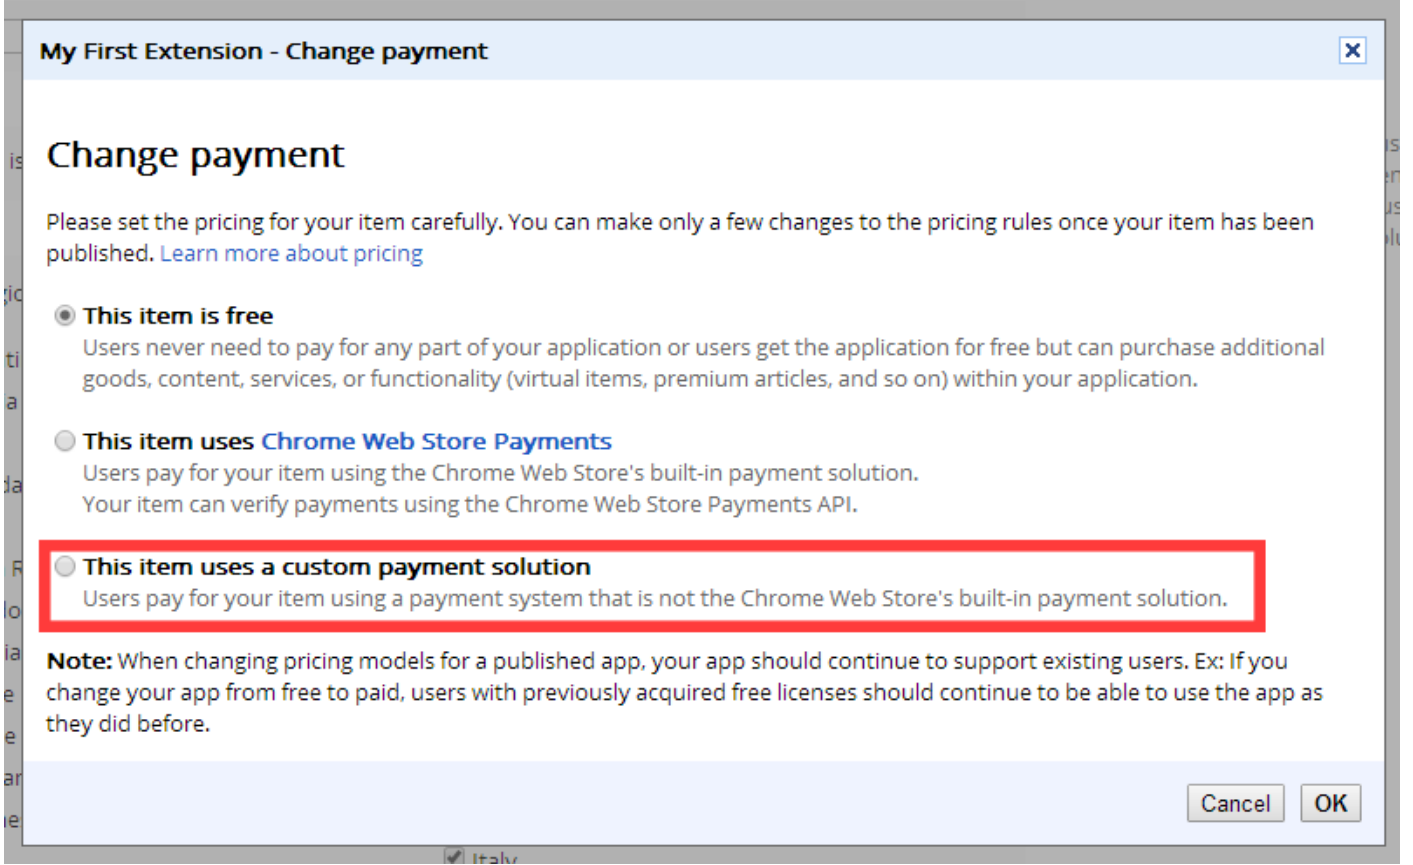 My First Extension - Change payment
Change payment
Please set the pricing for your item carefully. You can make only a few changes to the pricing rules once your item has been
published. Learn more about pricing
This item is free
Users never need to pay for any part of your application or users get the application for free but can purchase additional
goods, content, services, or functionality (virtual items, premium articles, and so on) within your application.
This item uses Chrome Web Store Payments
Users pay for your item using the Chrome Web Store's built-in payment solution.
Your item can verify payments using the Chrome Web Store Payments API.
This item uses a custom payment solution
Users pay for your item using a payment system that is not the Chrome Web Store's built-in payment solution.
Note: When changing pricing models for a published app, your app should continue to support existing users. Ex: If you
change your app from free to paid, users with previously acquired free licenses should continue to be able to use the app as
they did before.
Cancel OK
Italy